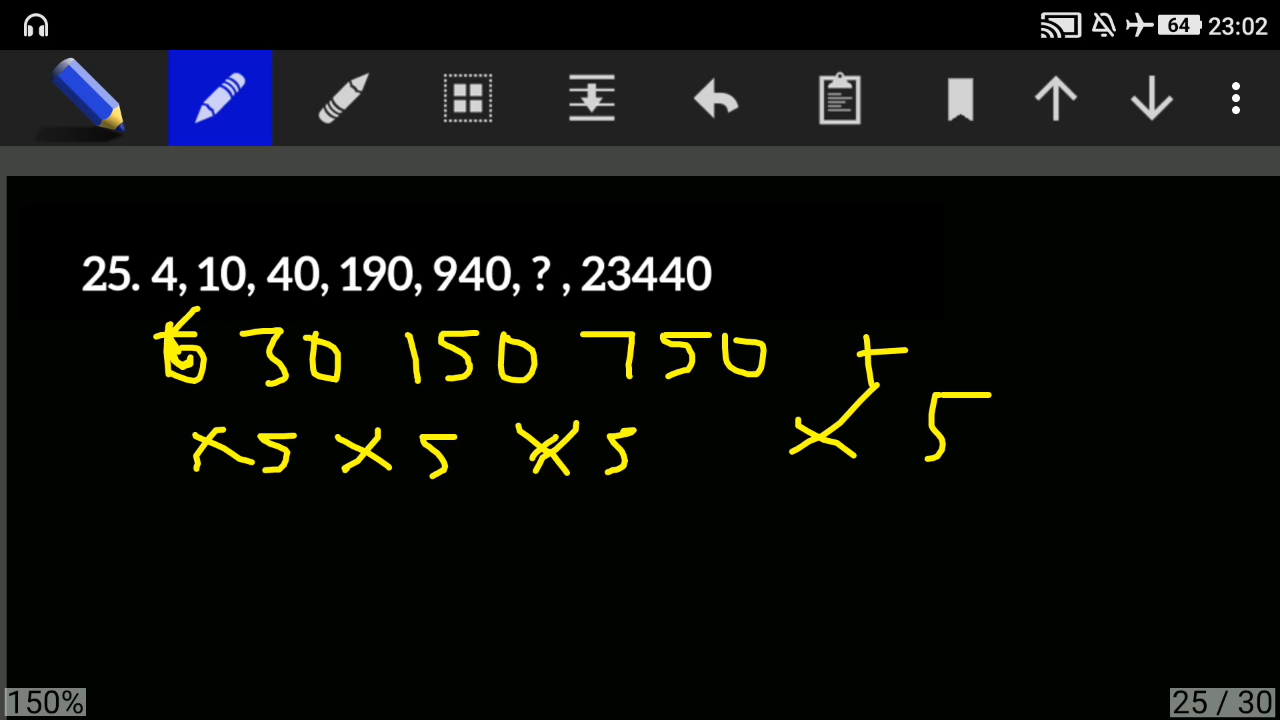 64 23:02
25. 4, 10, 40, 190, 940, ? , 23440
6 30 150 750 +
×5 ×5 ×5 × 5
150% 25 / 30